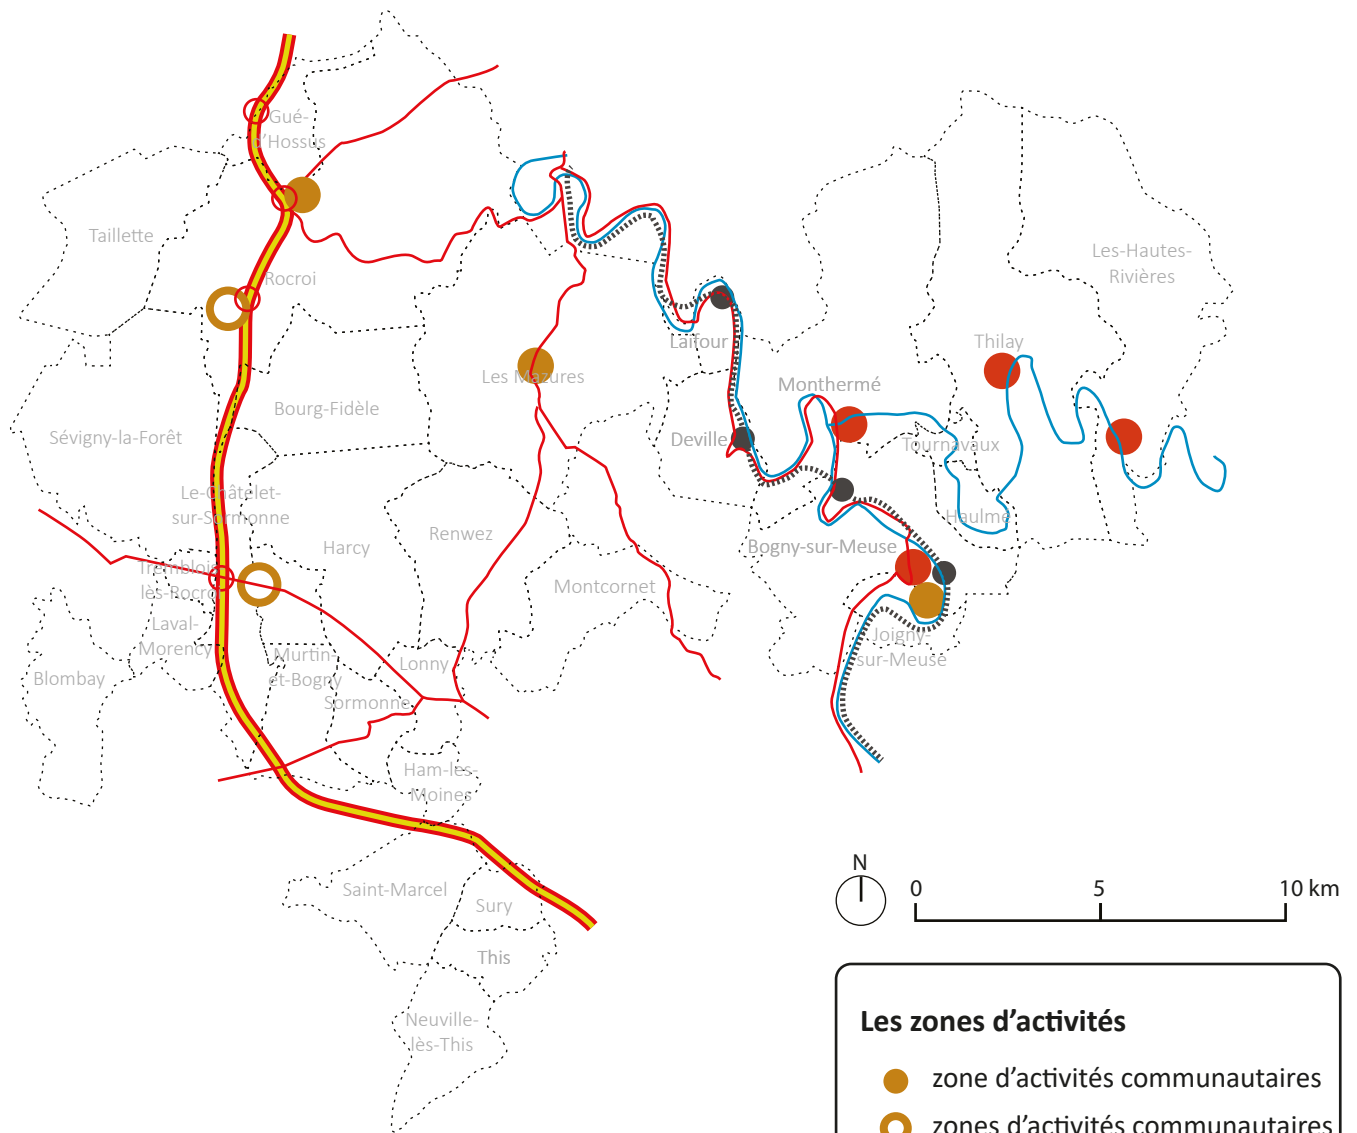 Gué-
d'Hossus
Taillette
Rocroi
Les-Hautes-
Rivières
Laifour
Thilay
Les Mazures
Monthermé
Bourg-Fidèle
Sévigny-la-Forêt
Deville
Tournavaux
Le-Châtelet-
sur-Sormonne
Haulmé
Renwez
Harcy
Bogny-sur-Meuse
Tremblois-
lès-Rocroi
Montcornet
Laval-
Morency
Joigny-
sur-Meuse
Murtin-
et-Bogny
Lonny
Blombay
Sormonne
Ham-les-
Moines
N
0 5 10 km
Saint-Marcel
Sury
This
Neuville-
lès-This
Les zones d’activités
zone d’activités communautaires
zones d’activités communautaires